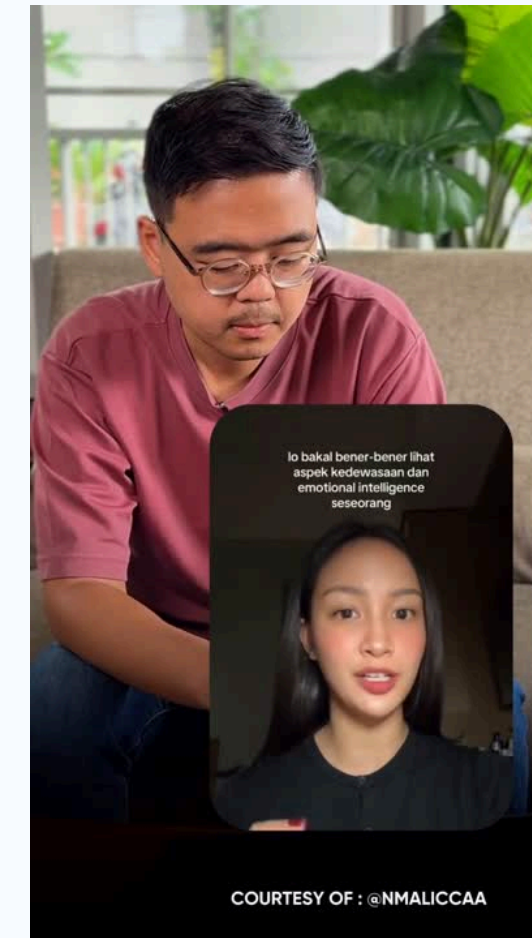 lo bakal bener-bener lihat
aspek kedewasaan dan
emotional intelligence
seseorang
COURTESY OF : @NMALICCAA